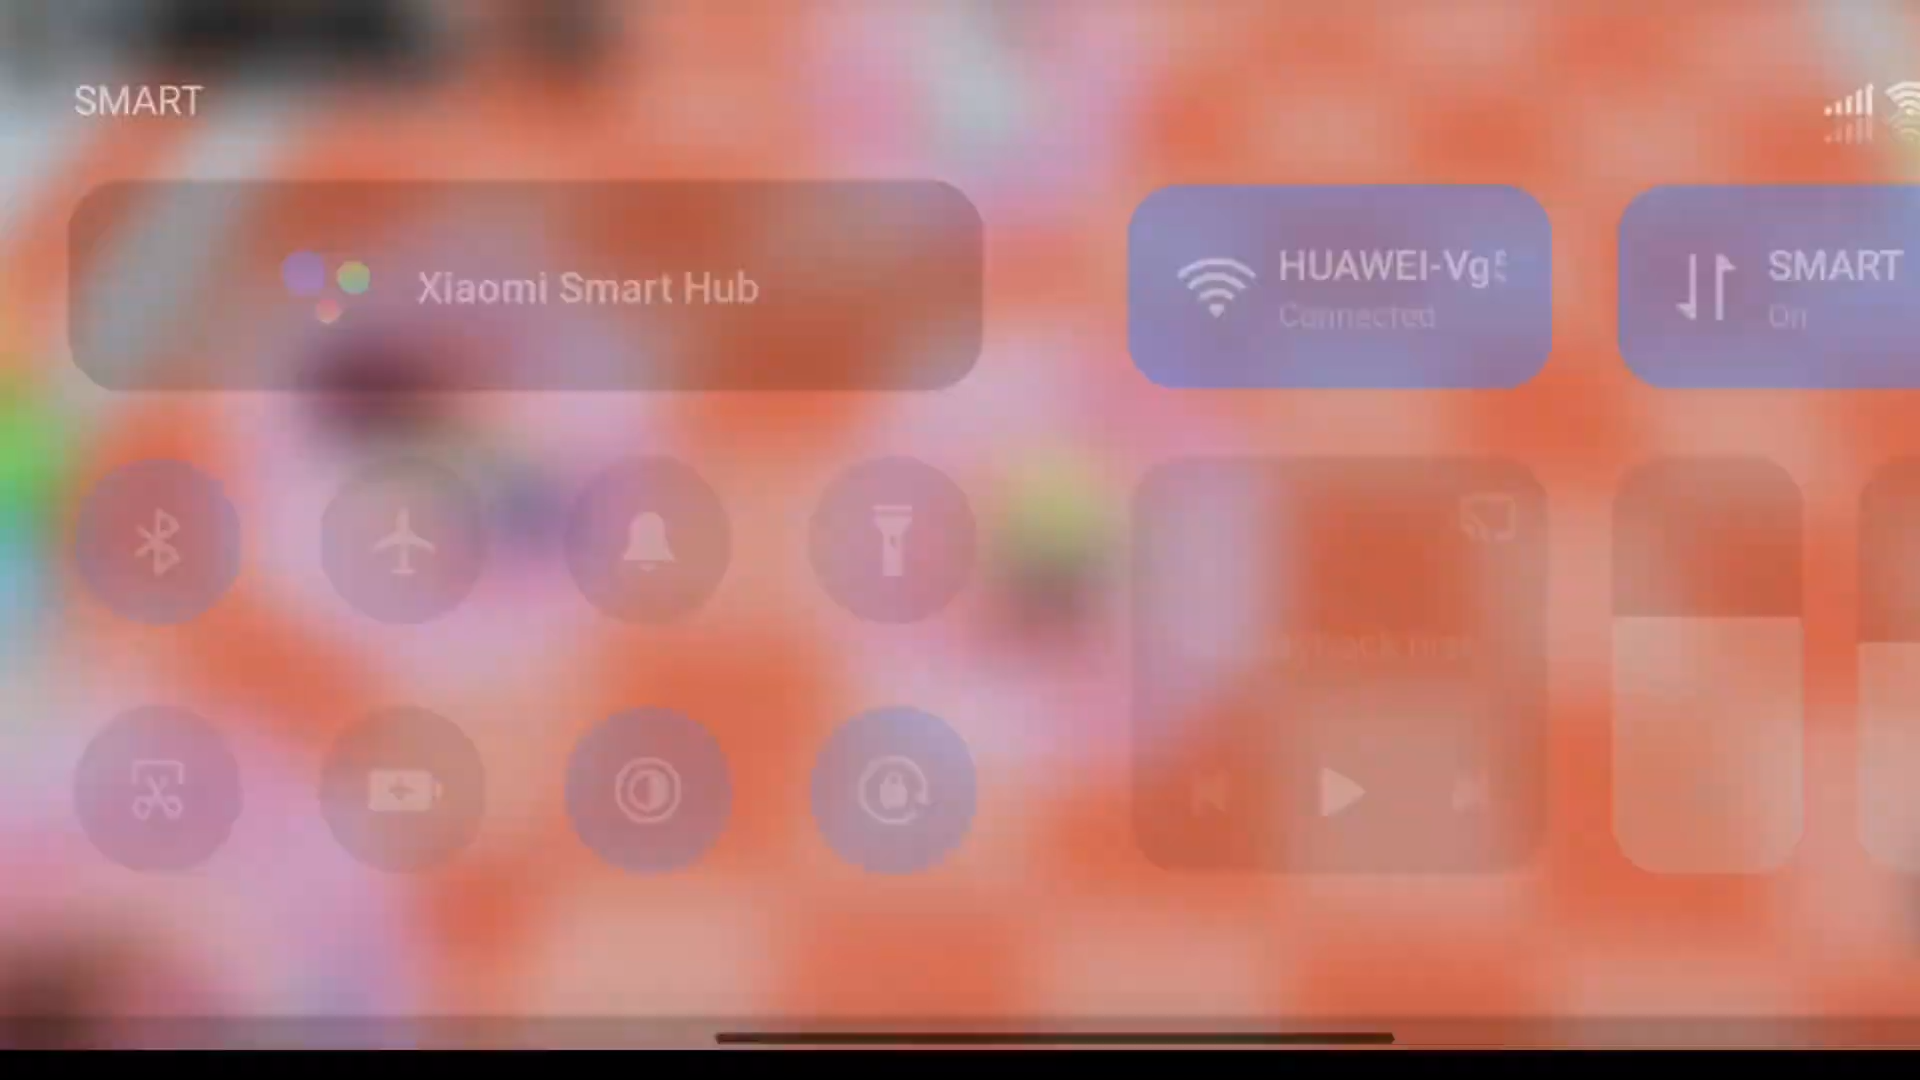 SMART
Xiaomi Smart Hub
HUAWEI-Vg
Connected
SMART
On